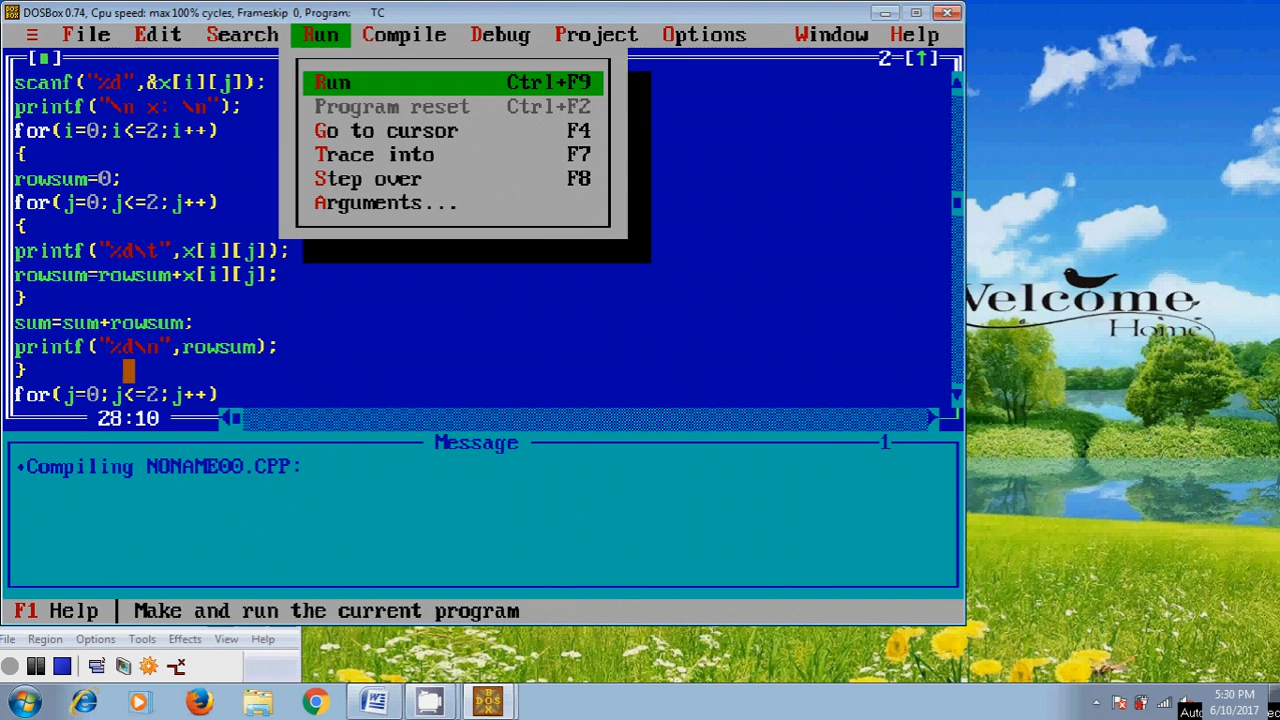 DOSBox 0.74, Cpu speed: max 100% cycles, Frameskip 0, Program: TC
≡ File Edit Search Run Compile Debug Project Options Window Help
[■] 2=[↑]
Run Ctrl+F9
Program reset Ctrl+F2
Go to cursor F4
Trace into F7
Step over F8
Arguments...
scanf("%d",&x[i][j]);
printf("\n x: \n");
for(i=0;i<=2;i++)
{
rowsum=0;
for(j=0;j<=2;j++)
{
printf("%d\t",x[i][j]);
rowsum=rowsum+x[i][j];
}
sum=sum+rowsum;
printf("%d\n",rowsum);
}
for(j=0;j<=2;j++)
28:10
Message 1
•Compiling NONAME00.CPP:
F1 Help | Make and run the current program
Welcome
Home
File Region Options Tools Effects View Help
DOS
5:30 PM
6/10/2017